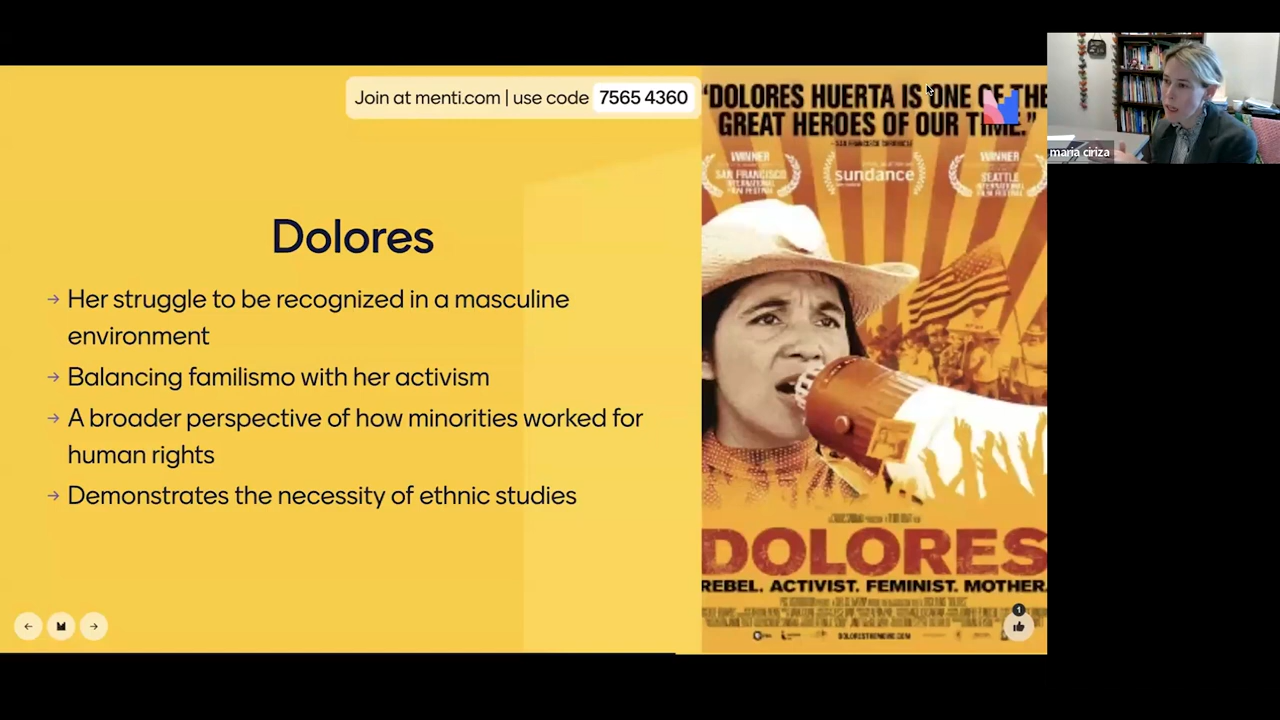 Join at menti.com | use code 7565 4360
Dolores
→ Her struggle to be recognized in a masculine
environment
→ Balancing familismo with her activism
→ A broader perspective of how minorities worked for
human rights
→ Demonstrates the necessity of ethnic studies
"DOLORES HUERTA IS ONE OF THE
GREAT HEROES OF OUR TIME."
- SAN FRANCISCO CHRONICLE
WINNER
SAN FRANCISCO
INTERNATIONAL
FILM FESTIVAL
sundance
WINNER
SEATTLE
INTERNATIONAL
FILM FESTIVAL
DOLORES
REBEL. ACTIVIST. FEMINIST. MOTHER.
DOLORESTHEMOVIE.COM
1
maria ciriza